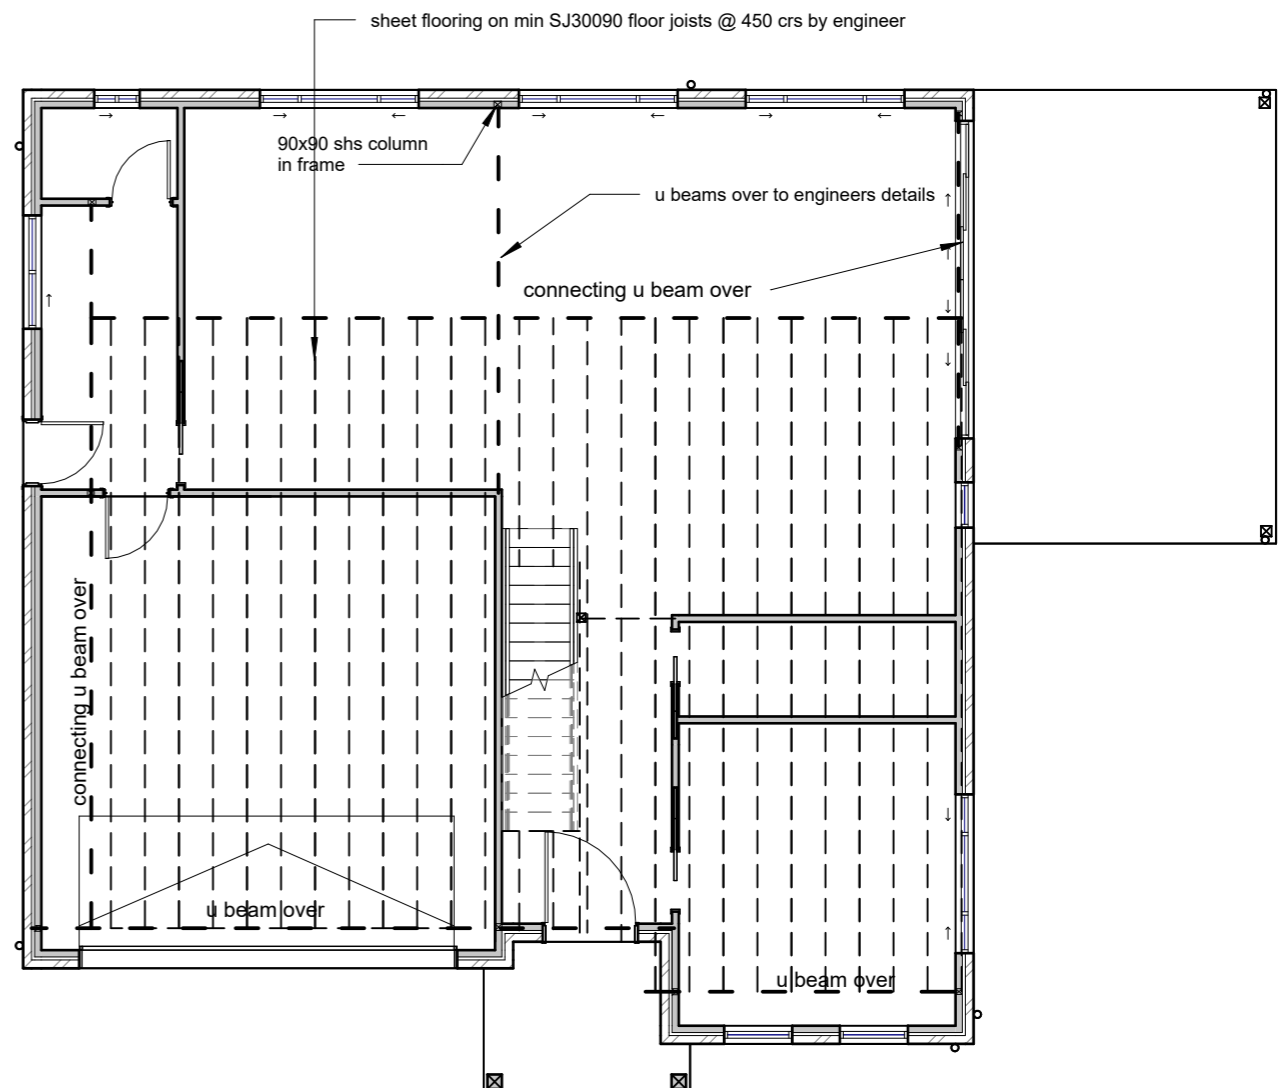 sheet flooring on min SJ30090 floor joists @ 450 crs by engineer
90x90 shs column
in frame
u beams over to engineers details
connecting u beam over
connecting u beam over
u beam over
u beam over